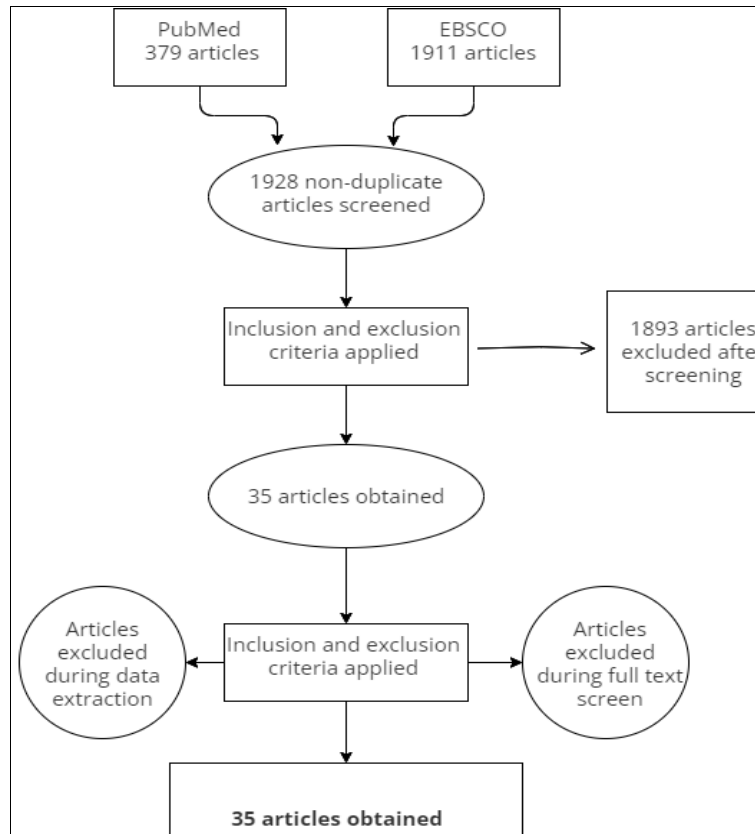 PubMed
379 articles
EBSCO
1911 articles
1928 non-duplicate
articles screened
Inclusion and exclusion
criteria applied
1893 articles
excluded after
screening
35 articles obtained
Articles
excluded
during data
extraction
Inclusion and exclusion
criteria applied
Articles
excluded
during full text
screen
35 articles obtained